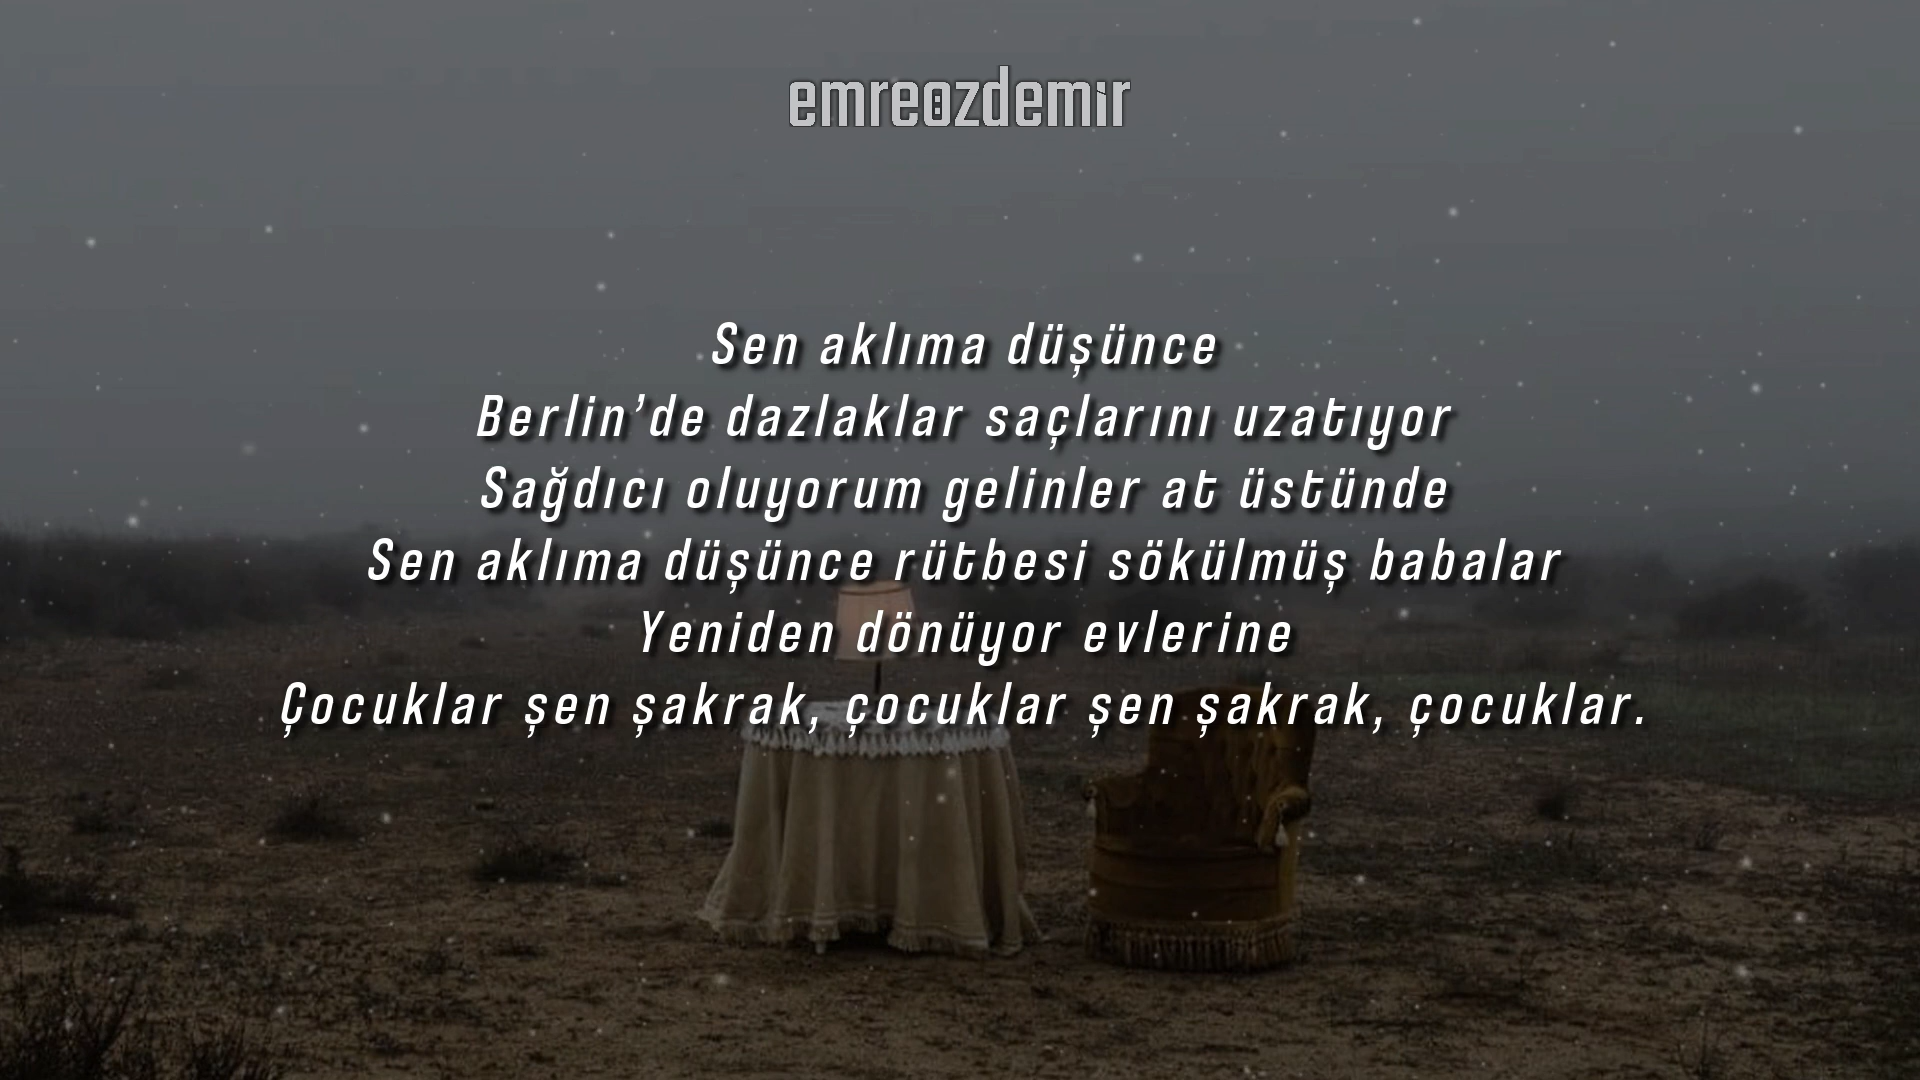 emreözdemir
Sen aklıma düşünce
Berlin’de dazlaklar saçlarını uzatıyor
Sağdıcı oluyorum gelinler at üstünde
Sen aklıma düşünce rütbesi sökülmüş babalar
Yeniden dönüyor evlerine
Çocuklar şen şakrak, çocuklar şen şakrak, çocuklar.